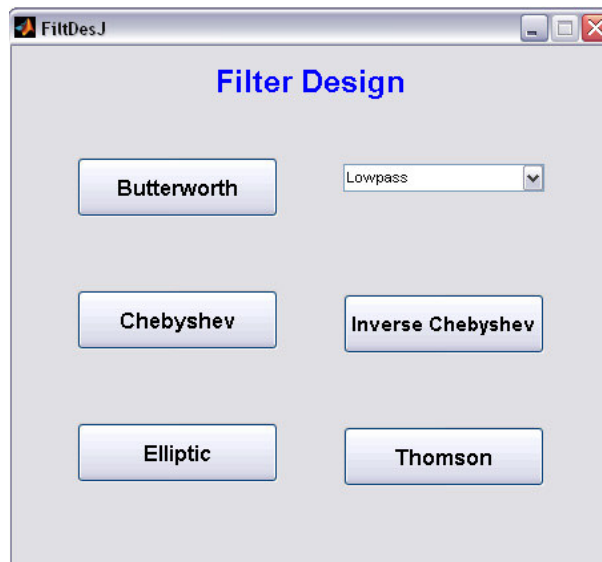 FiltDesJ
Filter Design
Butterworth
Lowpass
Chebyshev
Inverse Chebyshev
Elliptic
Thomson